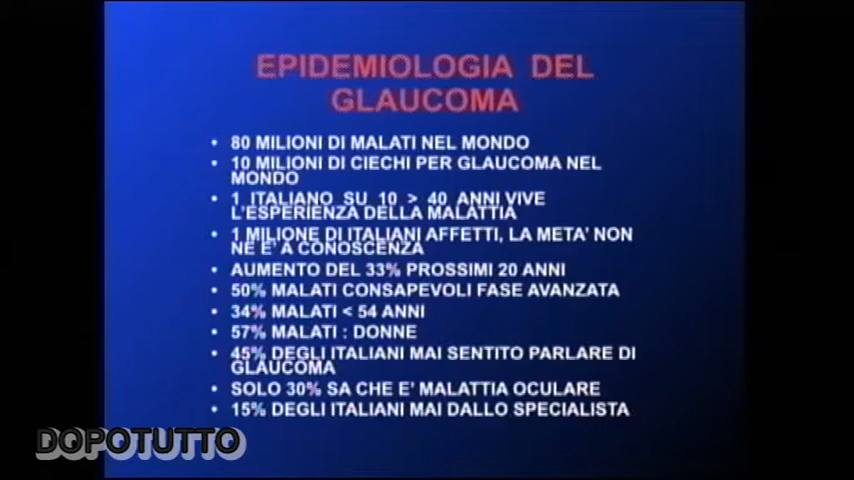 EPIDEMIOLOGIA DEL
GLAUCOMA
• 80 MILIONI DI MALATI NEL MONDO
• 10 MILIONI DI CIECHI PER GLAUCOMA NEL
MONDO
• 1 ITALIANO SU 10 > 40 ANNI VIVE
L'ESPERIENZA DELLA MALATTIA
• 1 MILIONE DI ITALIANI AFFETTI, LA META' NON
NE E' A CONOSCENZA
• AUMENTO DEL 33% PROSSIMI 20 ANNI
• 50% MALATI CONSAPEVOLI FASE AVANZATA
• 34% MALATI < 54 ANNI
• 57% MALATI : DONNE
• 45% DEGLI ITALIANI MAI SENTITO PARLARE DI
GLAUCOMA
• SOLO 30% SA CHE E' MALATTIA OCULARE
• 15% DEGLI ITALIANI MAI DALLO SPECIALISTA
DOPOTUTTO